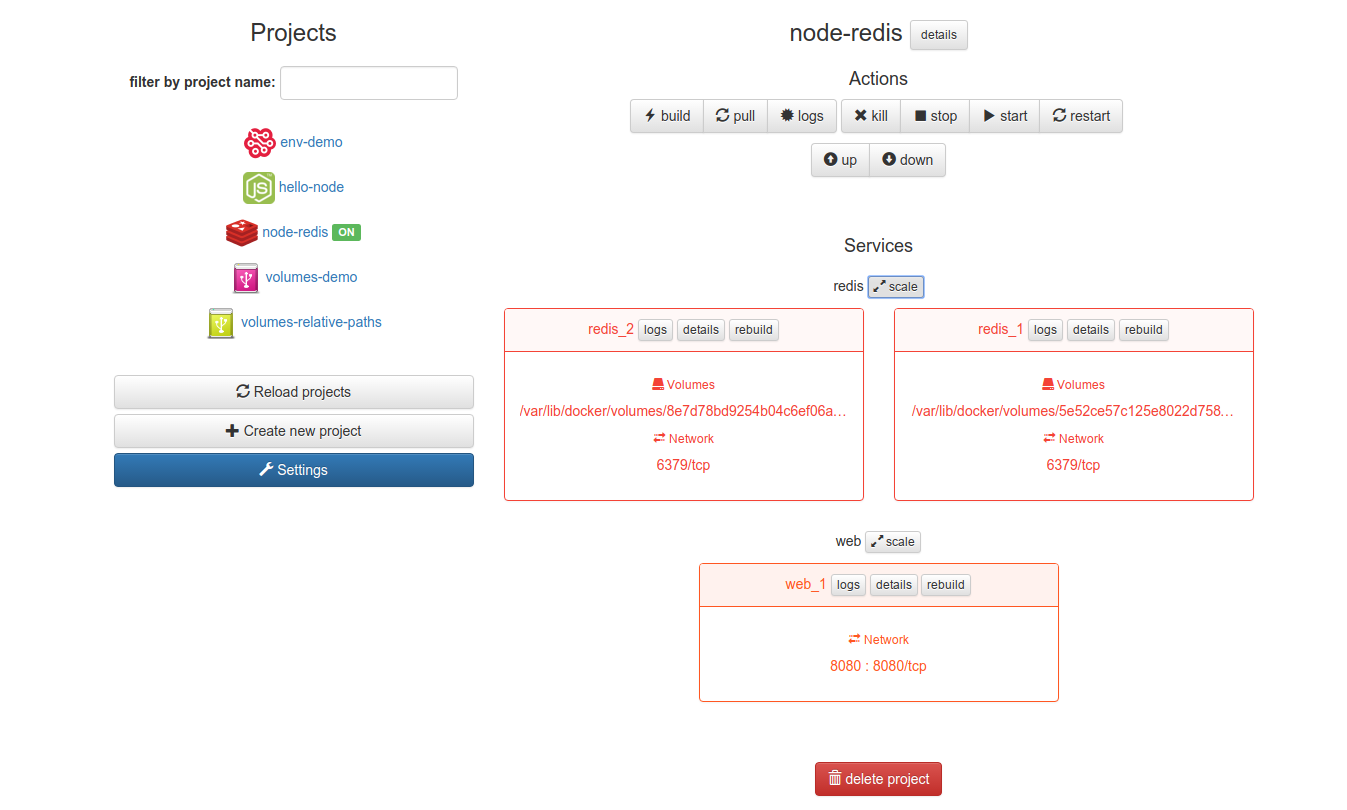 Projects
filter by project name:
env-demo
hello-node
node-redis ON
volumes-demo
volumes-relative-paths
Reload projects
Create new project
Settings
node-redis details
Actions
build pull logs kill stop start restart
up down
Services
redis scale
redis_2 logs details rebuild
Volumes
/var/lib/docker/volumes/8e7d78bd9254b04c6ef06a...
Network
6379/tcp
redis_1 logs details rebuild
Volumes
/var/lib/docker/volumes/5e52ce57c125e8022d758...
Network
6379/tcp
web scale
web_1 logs details rebuild
Network
8080 : 8080/tcp
delete project